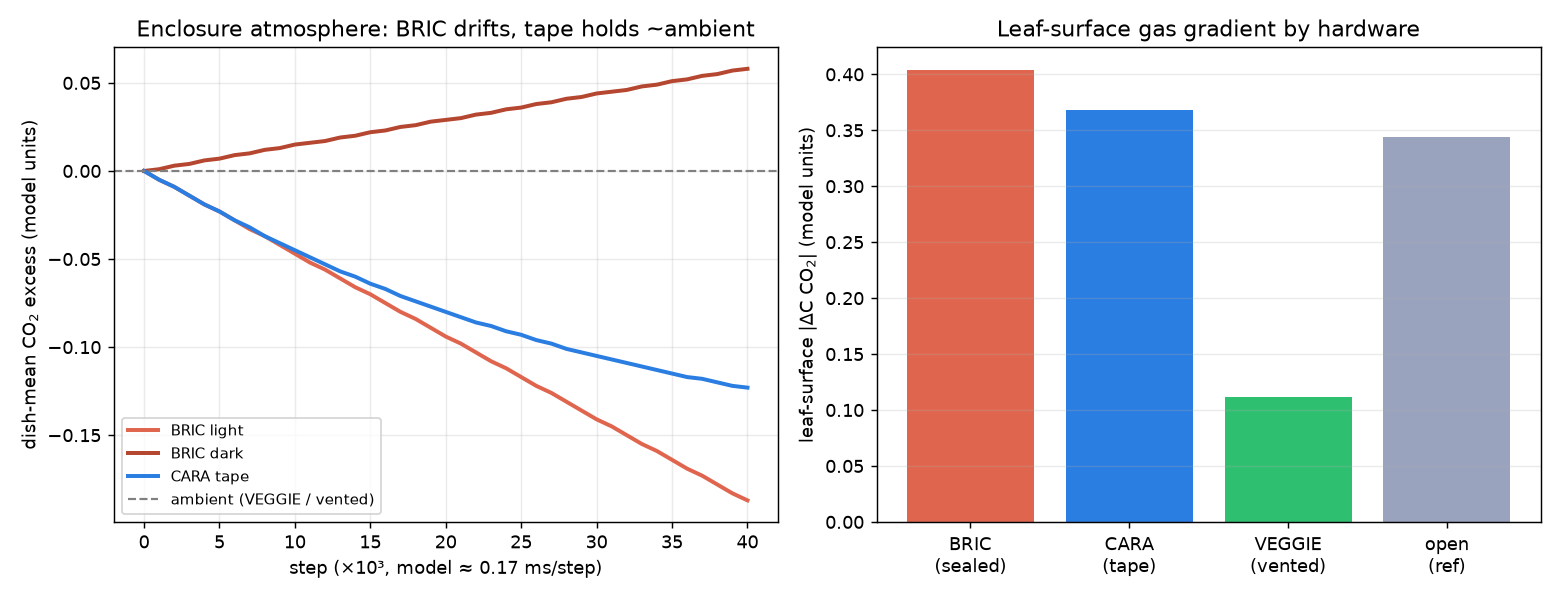 Enclosure atmosphere: BRIC drifts, tape holds ~ambient
dish-mean CO₂ excess (model units)
0.05
0.00
−0.05
−0.10
−0.15
BRIC light
BRIC dark
CARA tape
ambient (VEGGIE / vented)
0 5 10 15 20 25 30 35 40
step (×10³, model ≈ 0.17 ms/step)
Leaf-surface gas gradient by hardware
leaf-surface |ΔC CO₂| (model units)
0.40
0.35
0.30
0.25
0.20
0.15
0.10
0.05
0.00
BRIC
(sealed)
CARA
(tape)
VEGGIE
(vented)
open
(ref)